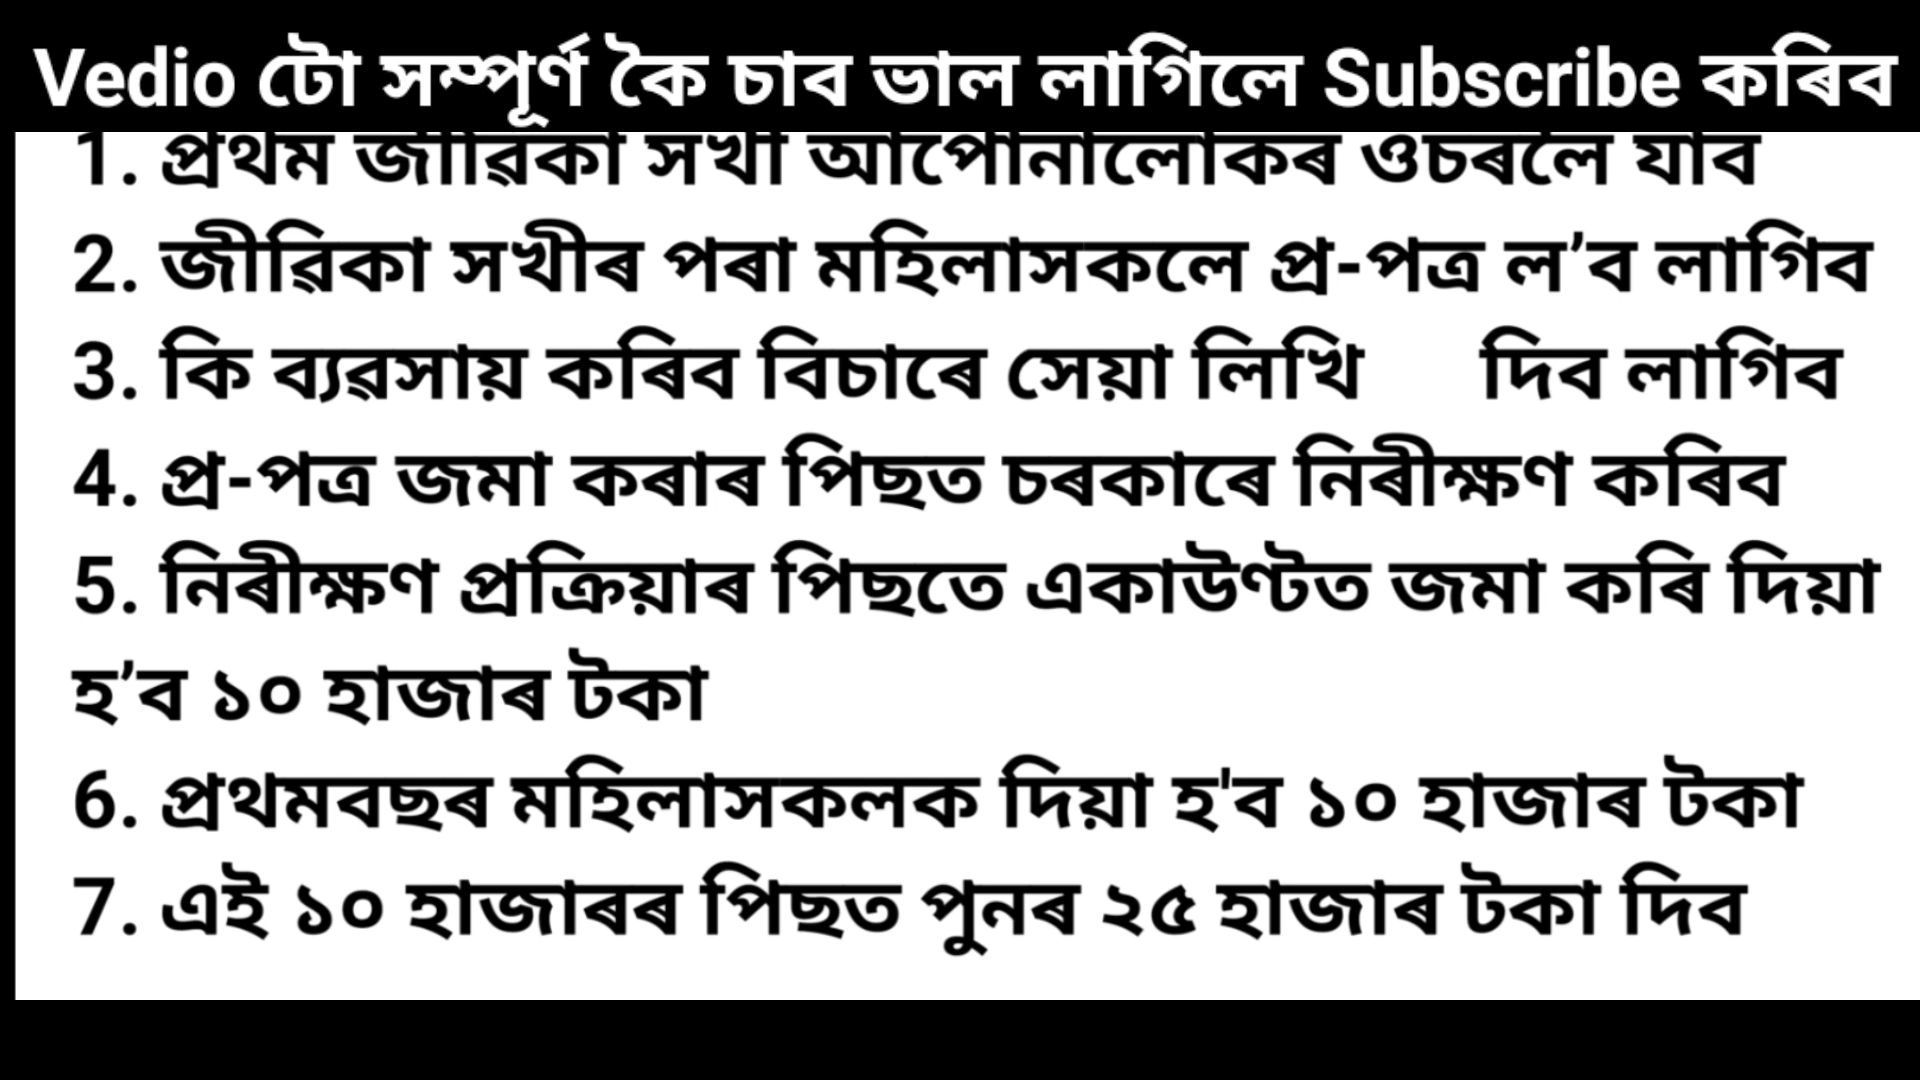 Vedio টো সম্পূৰ্ণ কৈ চাব ভাল লাগিলে Subscribe কৰিব
1. প্ৰথম জীৱিকা সখী আপোনালোকৰ ওচৰলৈ যাব
2. জীৱিকা সখীৰ পৰা মহিলাসকলে প্ৰ-পত্ৰ ল’ব লাগিব
3. কি ব্যৱসায় কৰিব বিচাৰে সেয়া লিখি দিব লাগিব
4. প্ৰ-পত্ৰ জমা কৰাৰ পিছত চৰকাৰে নিৰীক্ষণ কৰিব
5. নিৰীক্ষণ প্ৰক্ৰিয়াৰ পিছতে একাউণ্টত জমা কৰি দিয়া
হ’ব ১০ হাজাৰ টকা
6. প্ৰথমবছৰ মহিলাসকলক দিয়া হ'ব ১০ হাজাৰ টকা
7. এই ১০ হাজাৰৰ পিছত পুনৰ ২৫ হাজাৰ টকা দিব